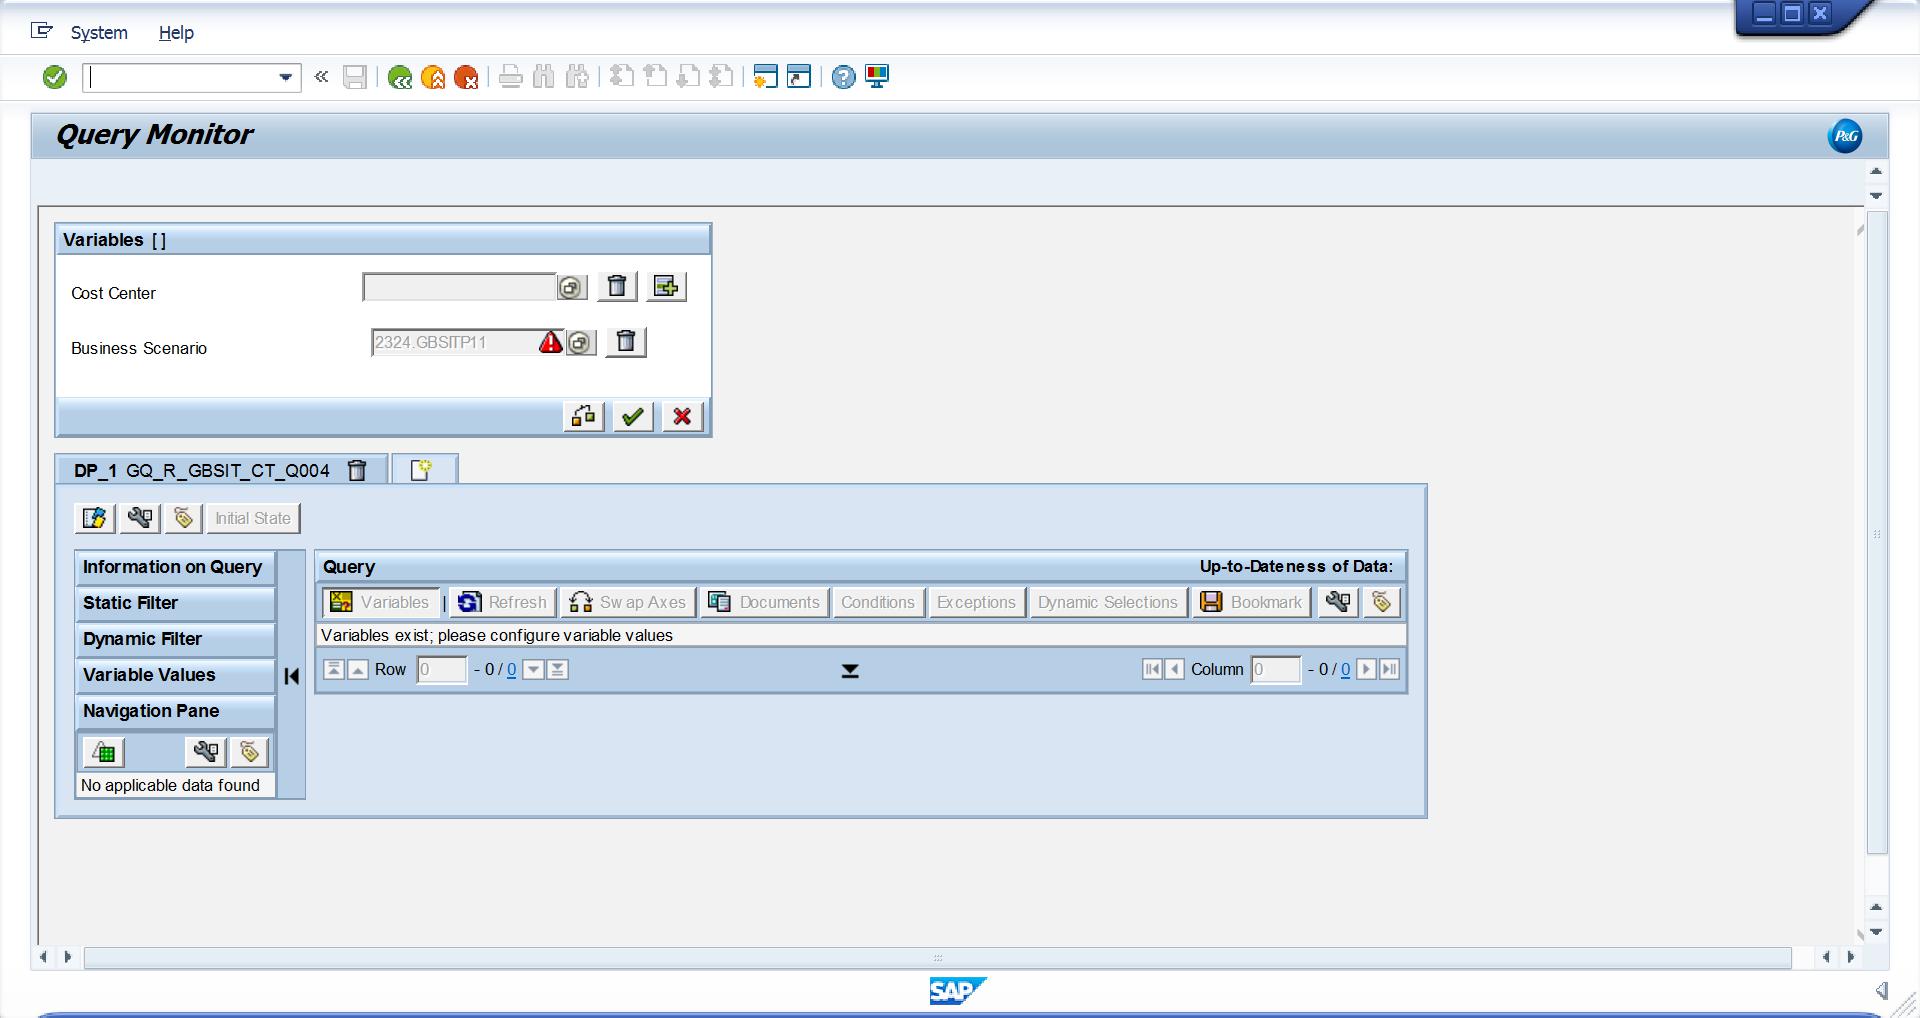 System Help
Query Monitor
P&G
Variables [ ]
Cost Center
Business Scenario 2324.GBSITP11
DP_1 GQ_R_GBSIT_CT_Q004
Initial State
Information on Query
Static Filter
Dynamic Filter
Variable Values
Navigation Pane
No applicable data found
Query Up-to-Dateness of Data:
Variables | Refresh Swap Axes Documents Conditions Exceptions Dynamic Selections Bookmark
Variables exist; please configure variable values
Row 0 - 0 / 0 Column 0 - 0 / 0
SAP